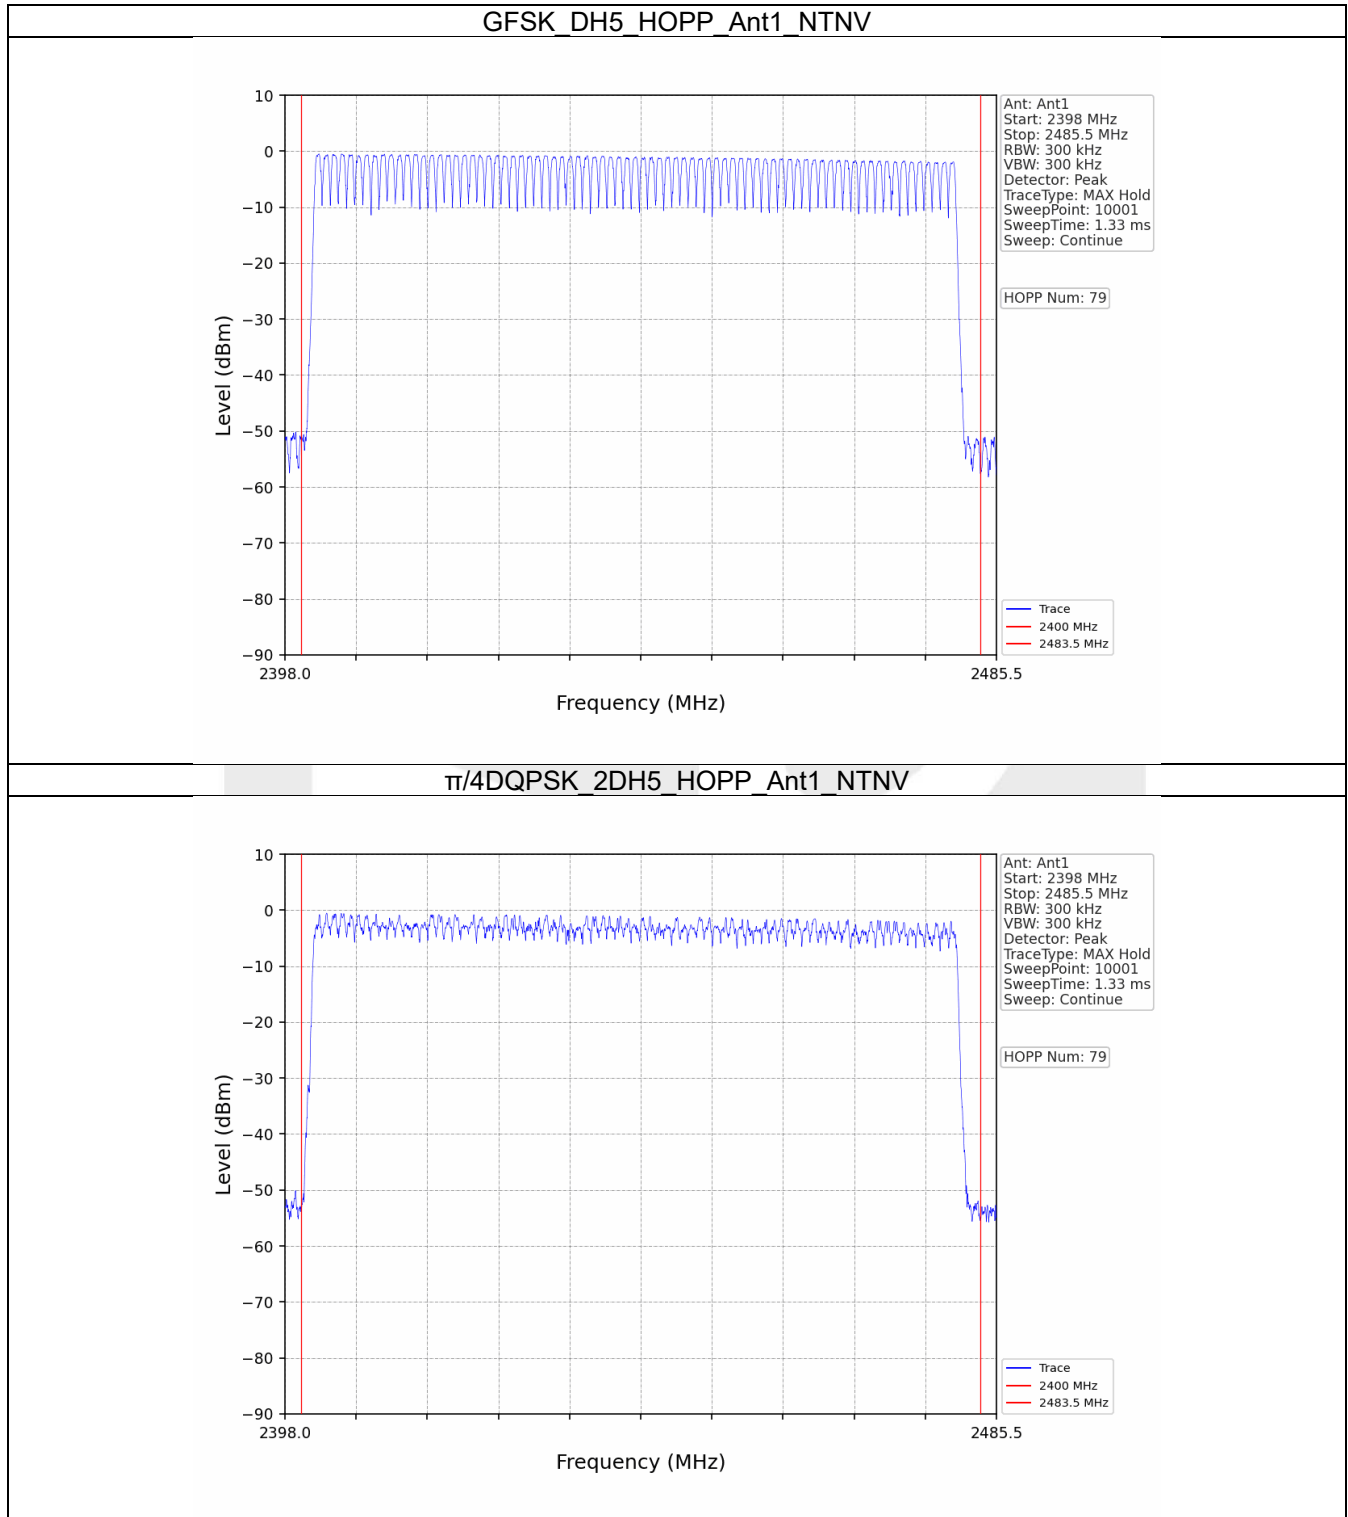 GFSK_DH5_HOPP_Ant1_NTNV
10
0
−10
−20
−30
−40
−50
−60
−70
−80
−90
Level (dBm)
2398.0
2485.5
Frequency (MHz)
Ant: Ant1
Start: 2398 MHz
Stop: 2485.5 MHz
RBW: 300 kHz
VBW: 300 kHz
Detector: Peak
TraceType: MAX Hold
SweepPoint: 10001
SweepTime: 1.33 ms
Sweep: Continue
HOPP Num: 79
Trace
2400 MHz
2483.5 MHz
π/4DQPSK_2DH5_HOPP_Ant1_NTNV
10
0
−10
−20
−30
−40
−50
−60
−70
−80
−90
Level (dBm)
2398.0
2485.5
Frequency (MHz)
Ant: Ant1
Start: 2398 MHz
Stop: 2485.5 MHz
RBW: 300 kHz
VBW: 300 kHz
Detector: Peak
TraceType: MAX Hold
SweepPoint: 10001
SweepTime: 1.33 ms
Sweep: Continue
HOPP Num: 79
Trace
2400 MHz
2483.5 MHz